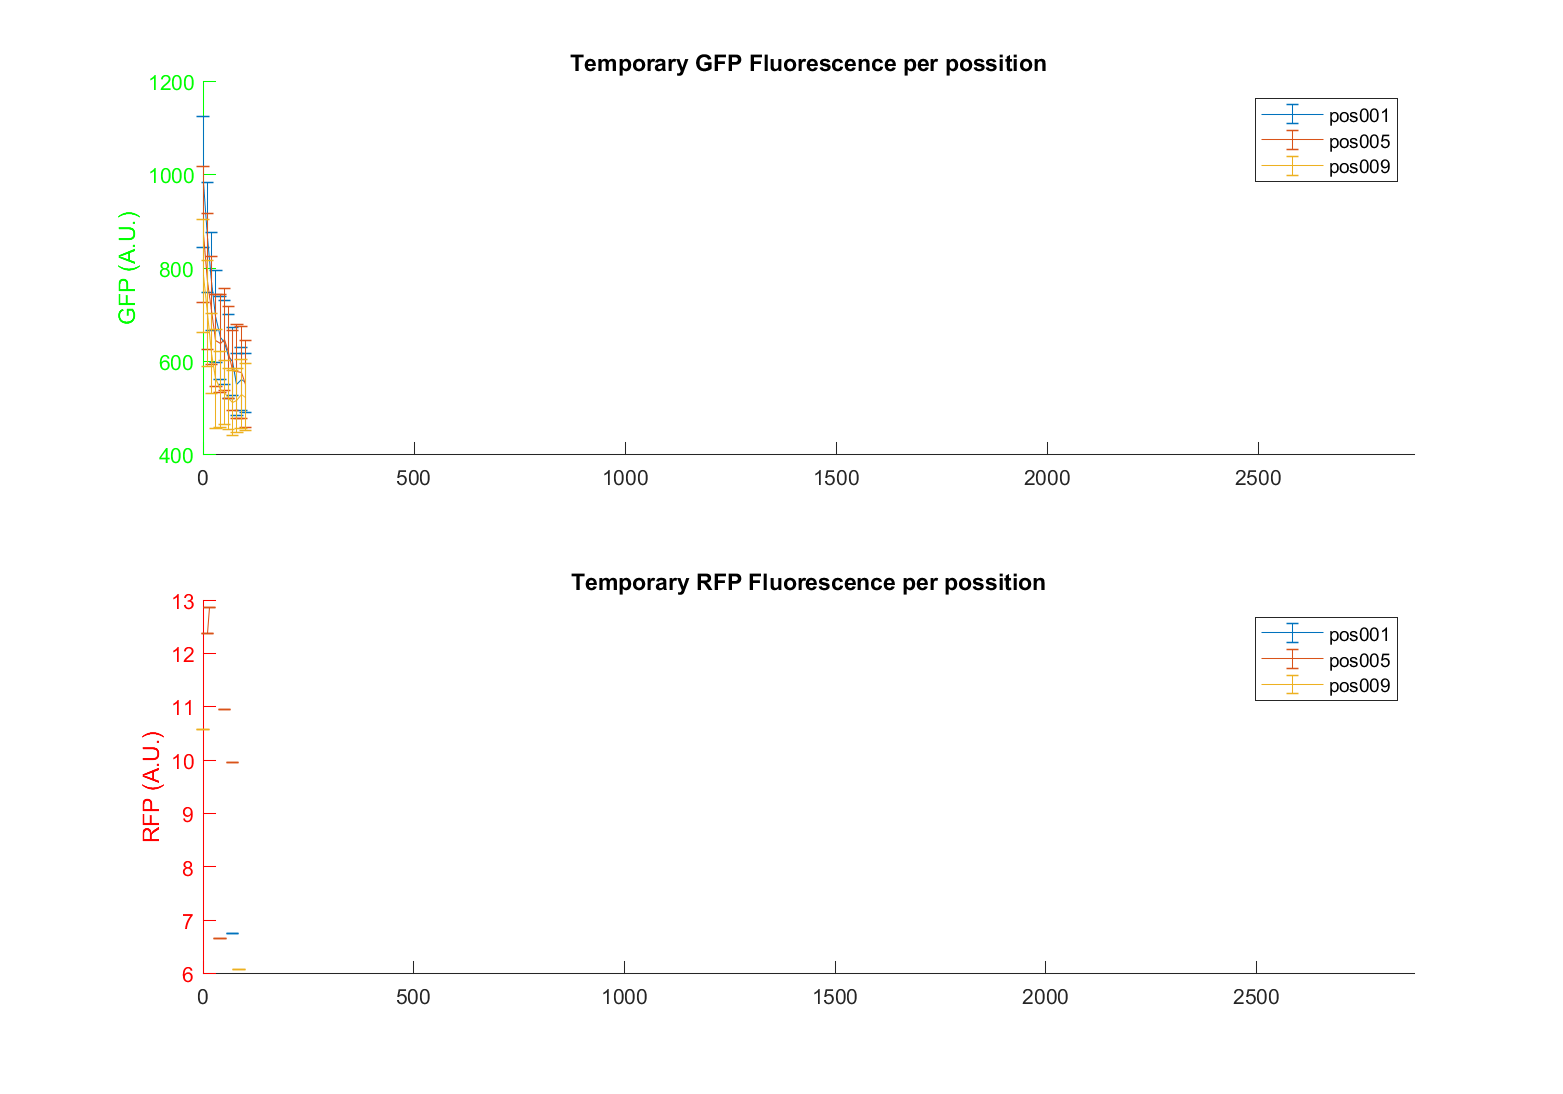 Temporary GFP Fluorescence per possition
1200
1000
800
600
400
GFP (A.U.)
pos001
pos005
pos009
0 500 1000 1500 2000 2500
Temporary RFP Fluorescence per possition
13
12
11
10
9
8
7
6
RFP (A.U.)
pos001
pos005
pos009
0 500 1000 1500 2000 2500